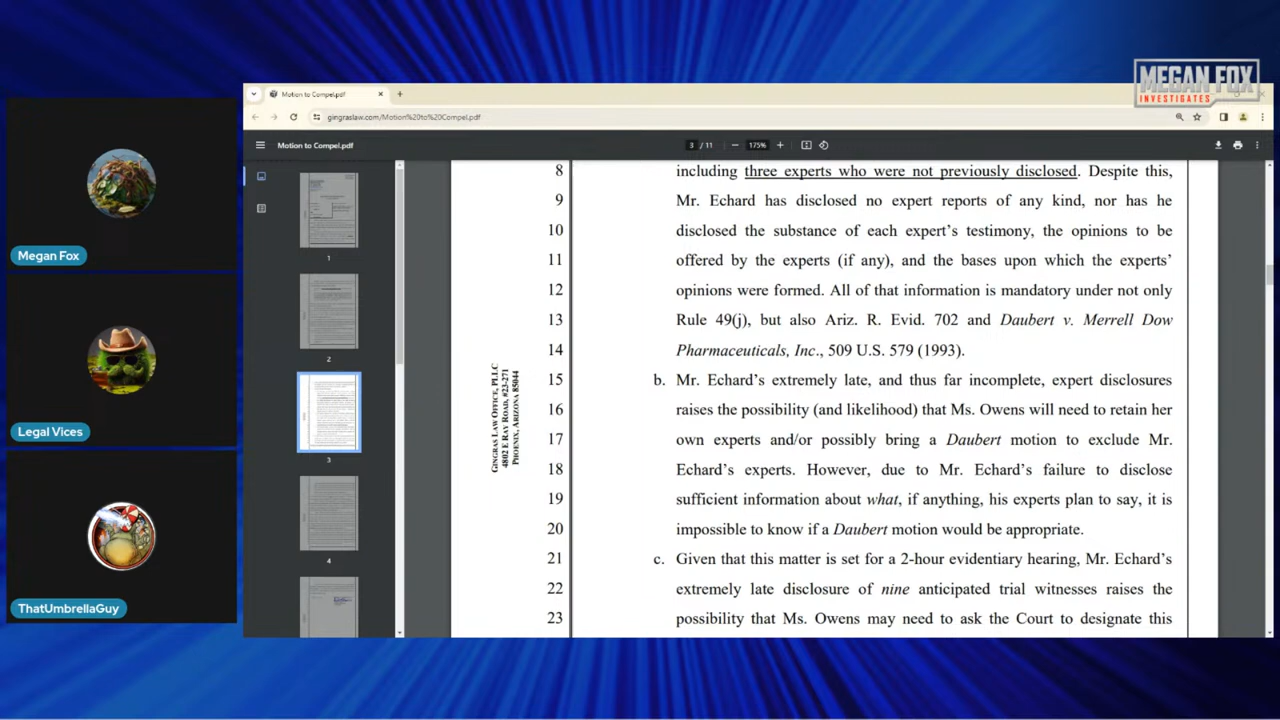 MEGAN FOX
INVESTIGATES
Motion to Compel.pdf
gingraslaw.com/Motion%20to%20Compel.pdf
Motion to Compel.pdf
3 / 11
175%
Megan Fox
Legal Vices
ThatUmbrellaGuy
1
2
3
4
GINGRAS LAW OFFICE, PLLC
4802 E RAY ROAD, #23-271
PHOENIX, ARIZONA 85044
8 including three experts who were not previously disclosed. Despite this,
9 Mr. Echard has disclosed no expert reports of any kind, nor has he
10 disclosed the substance of each expert's testimony, the opinions to be
11 offered by the experts (if any), and the bases upon which the experts'
12 opinions were formed. All of that information is mandatory under not only
13 Rule 49(j) but also Ariz. R. Evid. 702 and Daubert v. Merrell Dow
14 Pharmaceuticals, Inc., 509 U.S. 579 (1993).
15 b. Mr. Echard's extremely late, and thus far incomplete, expert disclosures
16 raises the possibility (and likelihood) that Ms. Owens will need to retain her
17 own expert and/or possibly bring a Daubert motion to exclude Mr.
18 Echard's experts. However, due to Mr. Echard's failure to disclose
19 sufficient information about what, if anything, his experts plan to say, it is
20 impossible to know if a Daubert motion would be appropriate.
21 c. Given that this matter is set for a 2-hour evidentiary hearing, Mr. Echard's
22 extremely late disclosure of nine anticipated trial witnesses raises the
23 possibility that Ms. Owens may need to ask the Court to designate this